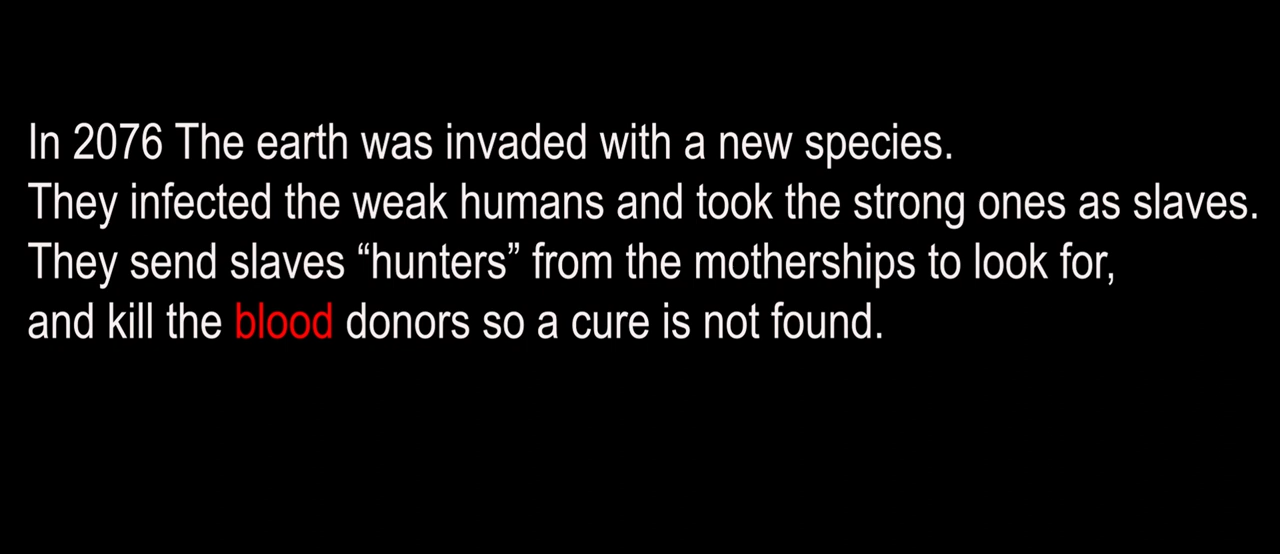 In 2076 The earth was invaded with a new species.
They infected the weak humans and took the strong ones as slaves.
They send slaves “hunters” from the motherships to look for,
and kill the blood donors so a cure is not found.